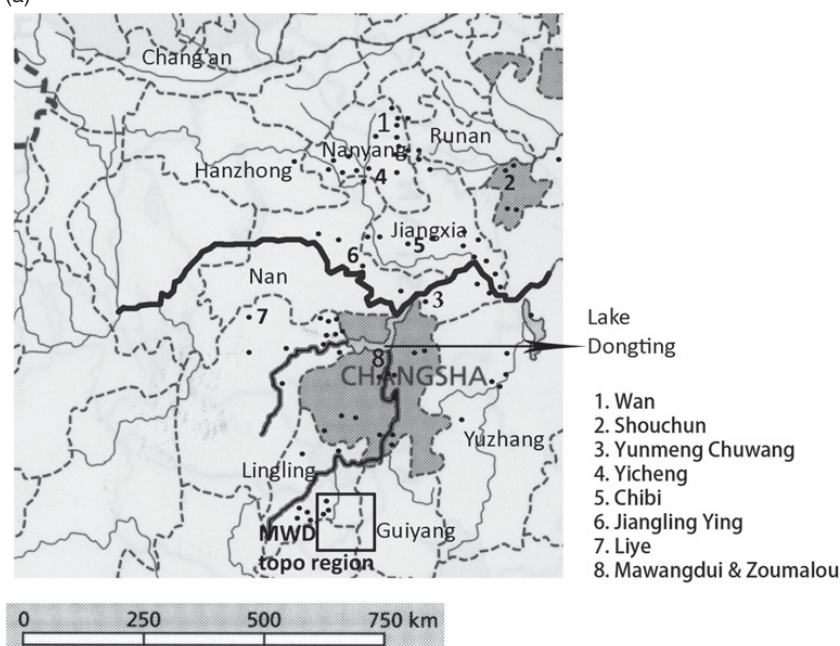 (a)
Chang'an
1
Runan
Nanyang
Hanzhong
4
2
Jiangxia
5
6
Nan
3
7
Lake
Dongting
8
CHANGSHA
1. Wan
2. Shouchun
3. Yunmeng Chuwang
4. Yicheng
5. Chibi
6. Jiangling Ying
7. Liye
8. Mawangdui & Zoumalou
Yuzhang
Lingling
MWD
Guiyang
topo region
0 250 500 750 km